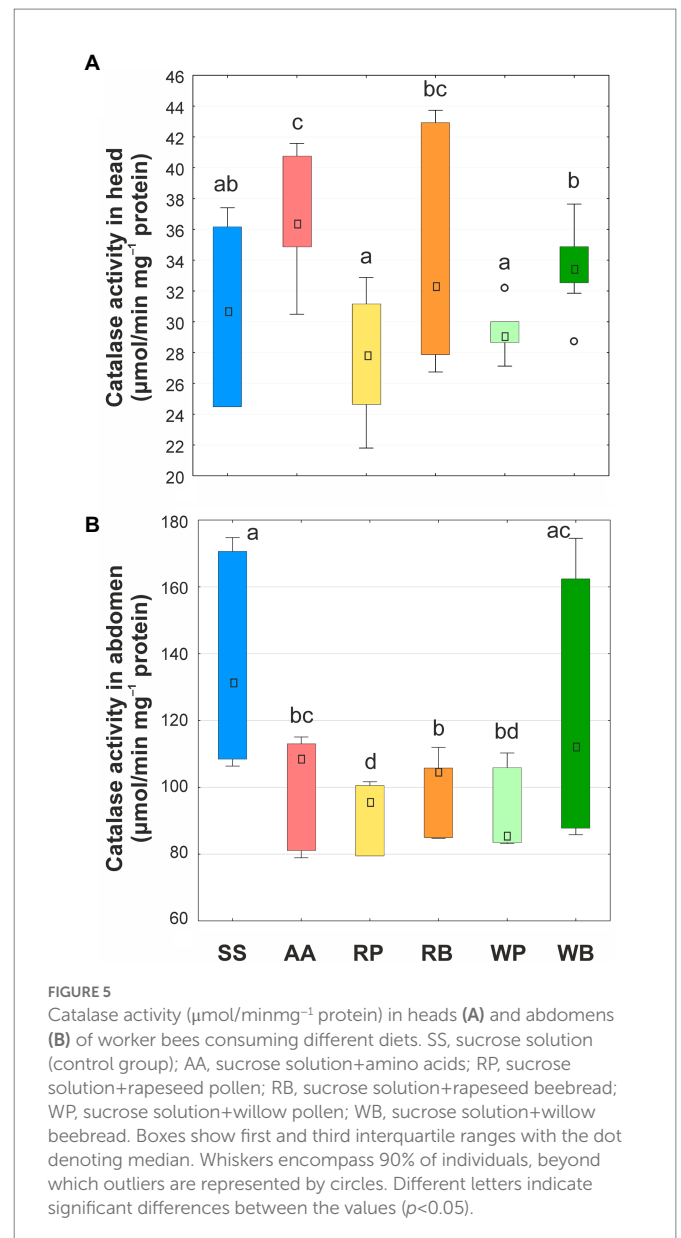 A
46
44
42
40
38
36
34
32
30
28
26
24
22
20
Catalase activity in head
(µmol/min mg⁻¹ protein)
ab
c
a
bc
a
b
B
180
160
140
120
100
80
60
Catalase activity in abdomen
(µmol/min mg⁻¹ protein)
a
bc
d
b
bd
ac
SS AA RP RB WP WB
FIGURE 5
Catalase activity (μmol/minmg⁻¹ protein) in heads (A) and abdomens
(B) of worker bees consuming different diets. SS, sucrose solution
(control group); AA, sucrose solution+amino acids; RP, sucrose
solution+rapeseed pollen; RB, sucrose solution+rapeseed beebread;
WP, sucrose solution+willow pollen; WB, sucrose solution+willow
beebread. Boxes show first and third interquartile ranges with the dot
denoting median. Whiskers encompass 90% of individuals, beyond
which outliers are represented by circles. Different letters indicate
significant differences between the values (p<0.05).